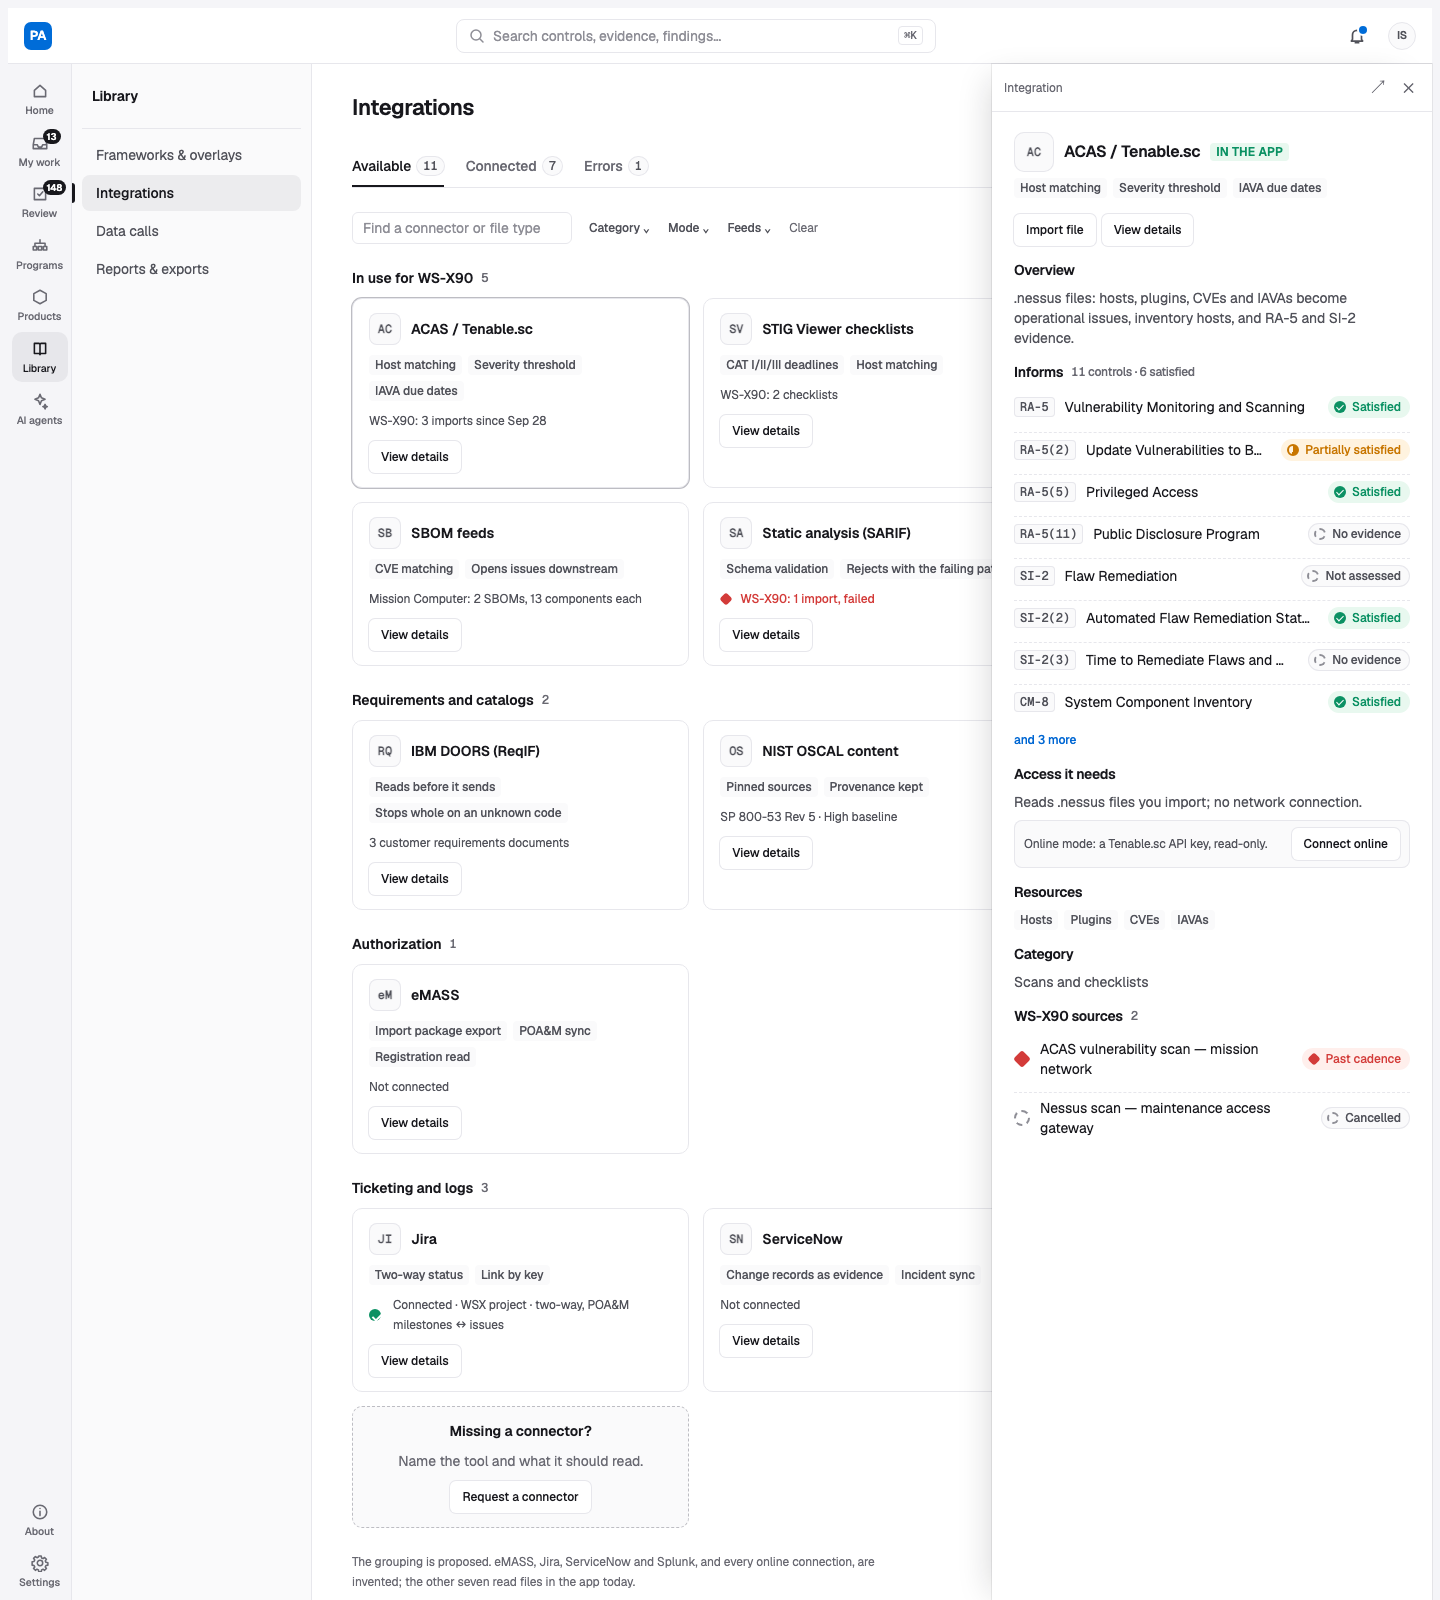 PA
Search controls, evidence, findings…
⌘K
IS
Home
13
My work
148
Review
Programs
Products
Library
AI agents
About
Settings
Library
Frameworks & overlays
Integrations
Data calls
Reports & exports
Integrations
Available 11
Connected 7
Errors 1
Find a connector or file type
Category
Mode
Feeds
Clear
In use for WS-X90 5
AC
ACAS / Tenable.sc
Host matching
Severity threshold
IAVA due dates
WS-X90: 3 imports since Sep 28
View details
SV
STIG Viewer checklists
CAT I/II/III deadlines
Host matching
WS-X90: 2 checklists
View details
SB
SBOM feeds
CVE matching
Opens issues downstream
Mission Computer: 2 SBOMs, 13 components each
View details
SA
Static analysis (SARIF)
Schema validation
Rejects with the failing
WS-X90: 1 import, failed
View details
Requirements and catalogs 2
RQ
IBM DOORS (ReqIF)
Reads before it sends
Stops whole on an unknown code
3 customer requirements documents
View details
OS
NIST OSCAL content
Pinned sources
Provenance kept
SP 800-53 Rev 5 · High baseline
View details
Authorization 1
eM
eMASS
Import package export
POA&M sync
Registration read
Not connected
View details
Ticketing and logs 3
JI
Jira
Two-way status
Link by key
Connected · WSX project · two-way, POA&M
milestones ↔ issues
View details
SN
ServiceNow
Change records as evidence
Incident sync
Not connected
View details
Missing a connector?
Name the tool and what it should read.
Request a connector
The grouping is proposed. eMASS, Jira, ServiceNow and Splunk, and every online connection, are
invented; the other seven read files in the app today.
Integration
AC
ACAS / Tenable.sc
IN THE APP
Host matching
Severity threshold
IAVA due dates
Import file
View details
Overview
.nessus files: hosts, plugins, CVEs and IAVAs become
operational issues, inventory hosts, and RA-5 and SI-2
evidence.
Informs 11 controls · 6 satisfied
RA-5 Vulnerability Monitoring and Scanning Satisfied
RA-5(2) Update Vulnerabilities to B… Partially satisfied
RA-5(5) Privileged Access Satisfied
RA-5(11) Public Disclosure Program No evidence
SI-2 Flaw Remediation Not assessed
SI-2(2) Automated Flaw Remediation Stat… Satisfied
SI-2(3) Time to Remediate Flaws and … No evidence
CM-8 System Component Inventory Satisfied
and 3 more
Access it needs
Reads .nessus files you import; no network connection.
Online mode: a Tenable.sc API key, read-only.
Connect online
Resources
Hosts
Plugins
CVEs
IAVAs
Category
Scans and checklists
WS-X90 sources 2
ACAS vulnerability scan — mission
network
Past cadence
Nessus scan — maintenance access
gateway
Cancelled